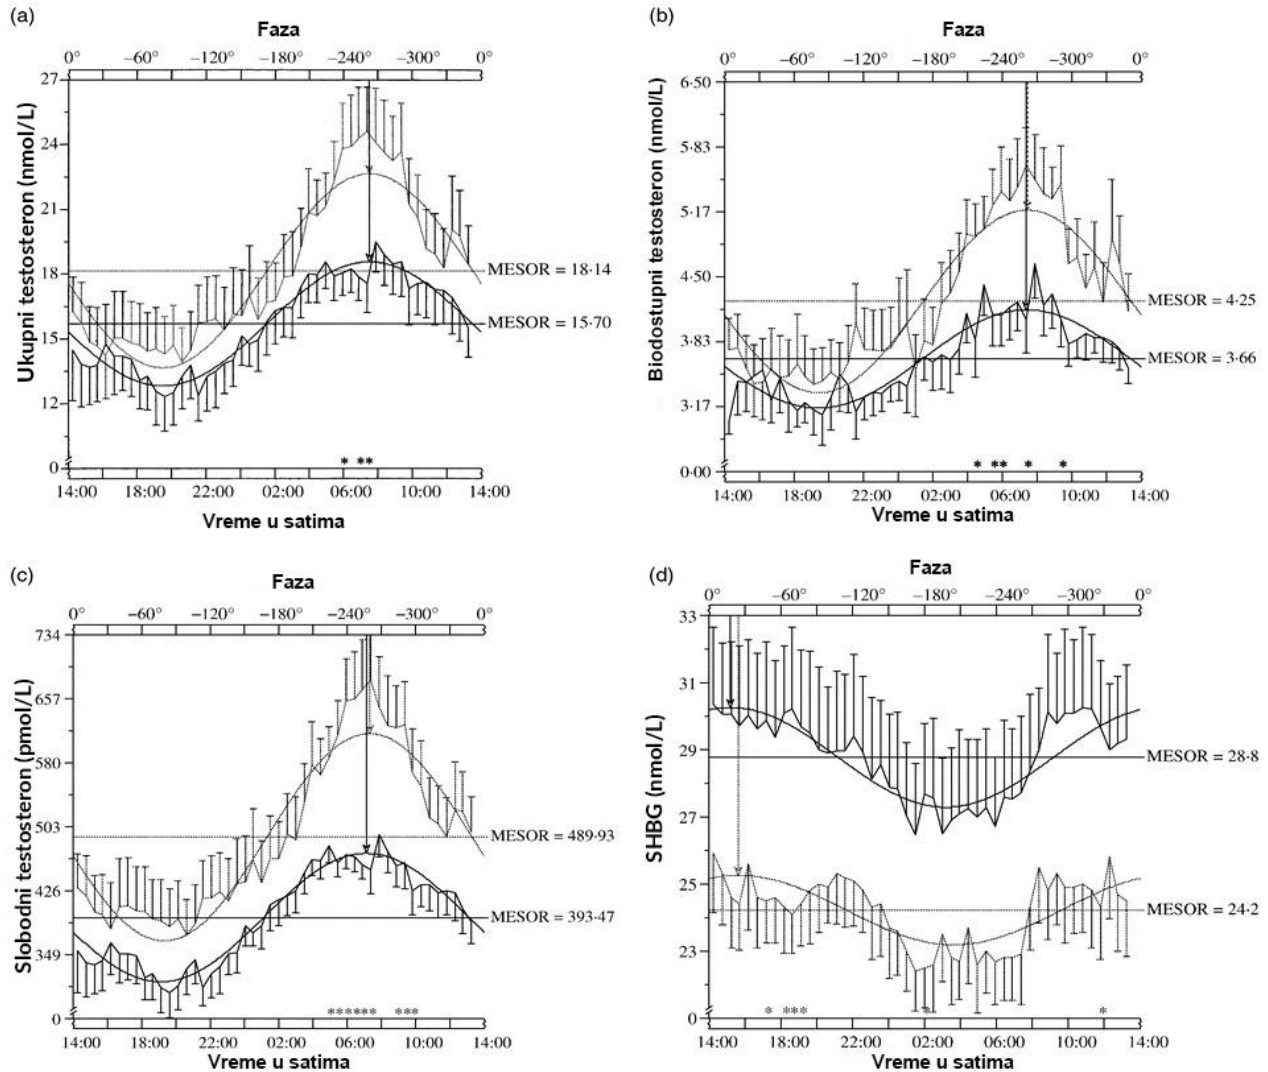 (a)
Faza
0° −60° −120° −180° −240° −300° 0°
Ukupni testosteron (nmol/L)
27
24
21
18
15
12
0
MESOR = 18·14
MESOR = 15·70
* **
14:00 18:00 22:00 02:00 06:00 10:00 14:00
Vreme u satima
(b)
Faza
0° −60° −120° −180° −240° −300° 0°
Biodostupni testosteron (nmol/L)
6·50
5·83
5·17
4·50
3·83
3·17
0·00
MESOR = 4·25
MESOR = 3·66
* ** * *
14:00 18:00 22:00 02:00 06:00 10:00 14:00
Vreme u satima
(c)
Faza
0° −60° −120° −180° −240° −300° 0°
Slobodni testosteron (pmol/L)
734
657
580
503
426
349
0
MESOR = 489·93
MESOR = 393·47
****** ***
14:00 18:00 22:00 02:00 06:00 10:00 14:00
Vreme u satima
(d)
Faza
0° −60° −120° −180° −240° −300° 0°
SHBG (nmol/L)
33
31
29
27
25
23
0
MESOR = 28·8
MESOR = 24·2
* *** * *
14:00 18:00 22:00 02:00 06:00 10:00 14:00
Vreme u satima